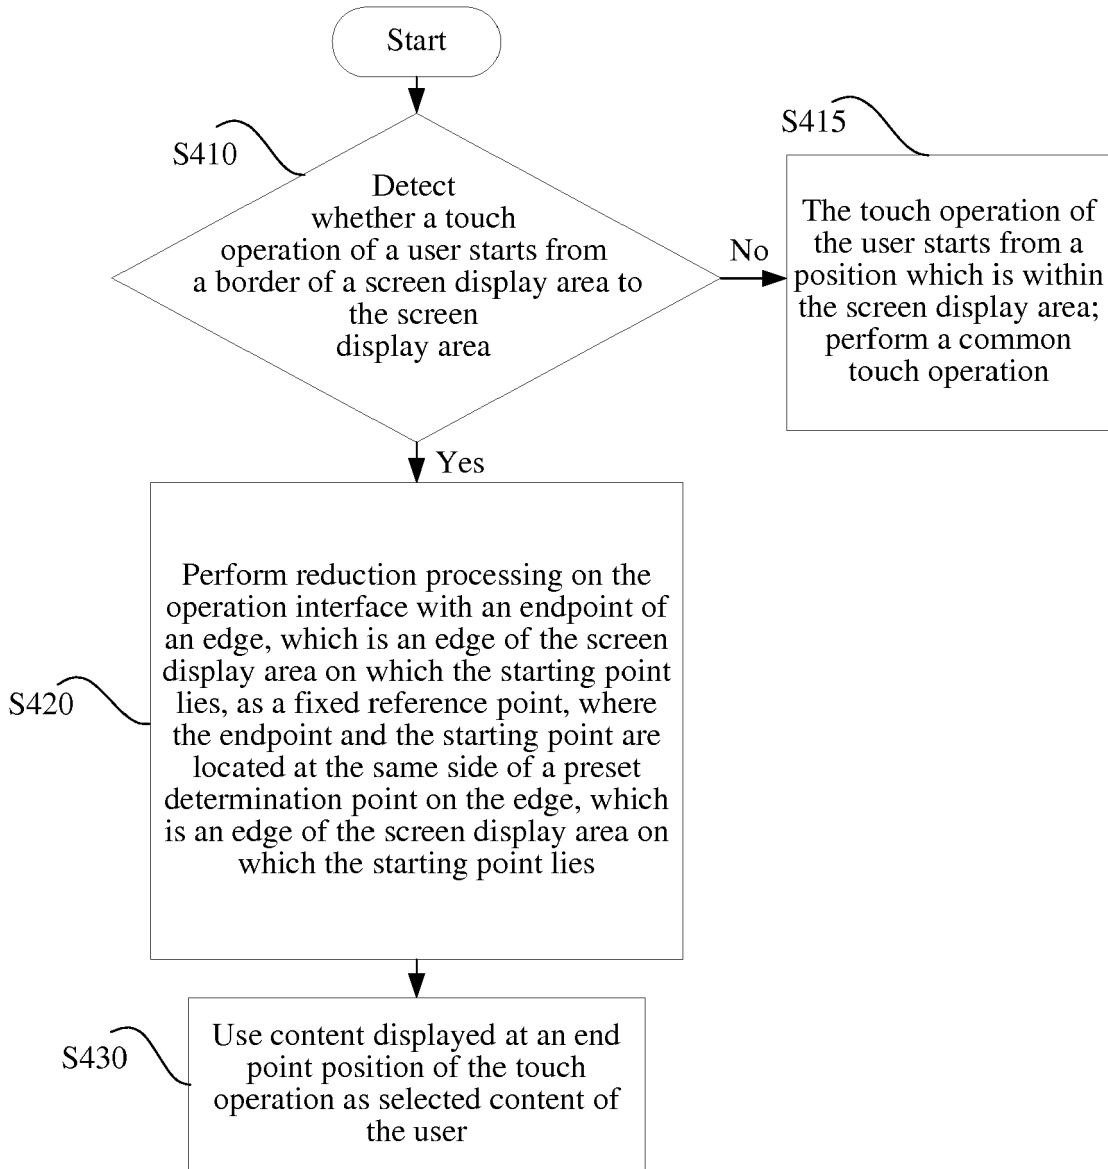 Start
S410
Detect
whether a touch
operation of a user starts from
a border of a screen display area to
the screen
display area
No
S415
The touch operation of
the user starts from a
position which is within
the screen display area;
perform a common
touch operation
Yes
S420
Perform reduction processing on the
operation interface with an endpoint of
an edge, which is an edge of the screen
display area on which the starting point
lies, as a fixed reference point, where
the endpoint and the starting point are
located at the same side of a preset
determination point on the edge, which
is an edge of the screen display area on
which the starting point lies
S430
Use content displayed at an end
point position of the touch
operation as selected content of
the user